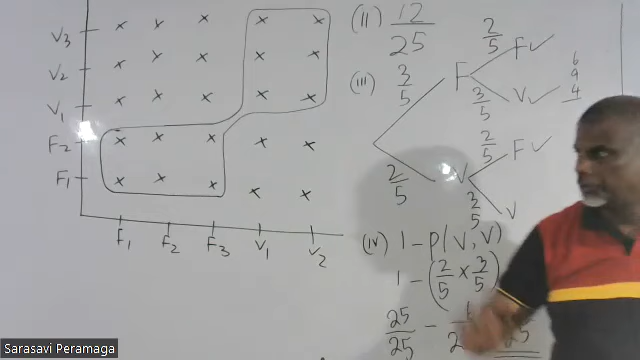 V3
V2
V1
F2
F1
F1 F2 F3 V1 V2
(ii) 12/25
(iii) 3/5 F 2/5 F✓
3/5 V✓
2/5 V 2/5 F✓
3/5 V
6
9
4
(iv) 1 - P(V, V)
1 - (2/5 × 3/5)
25/25 -
25
Sarasavi Peramaga